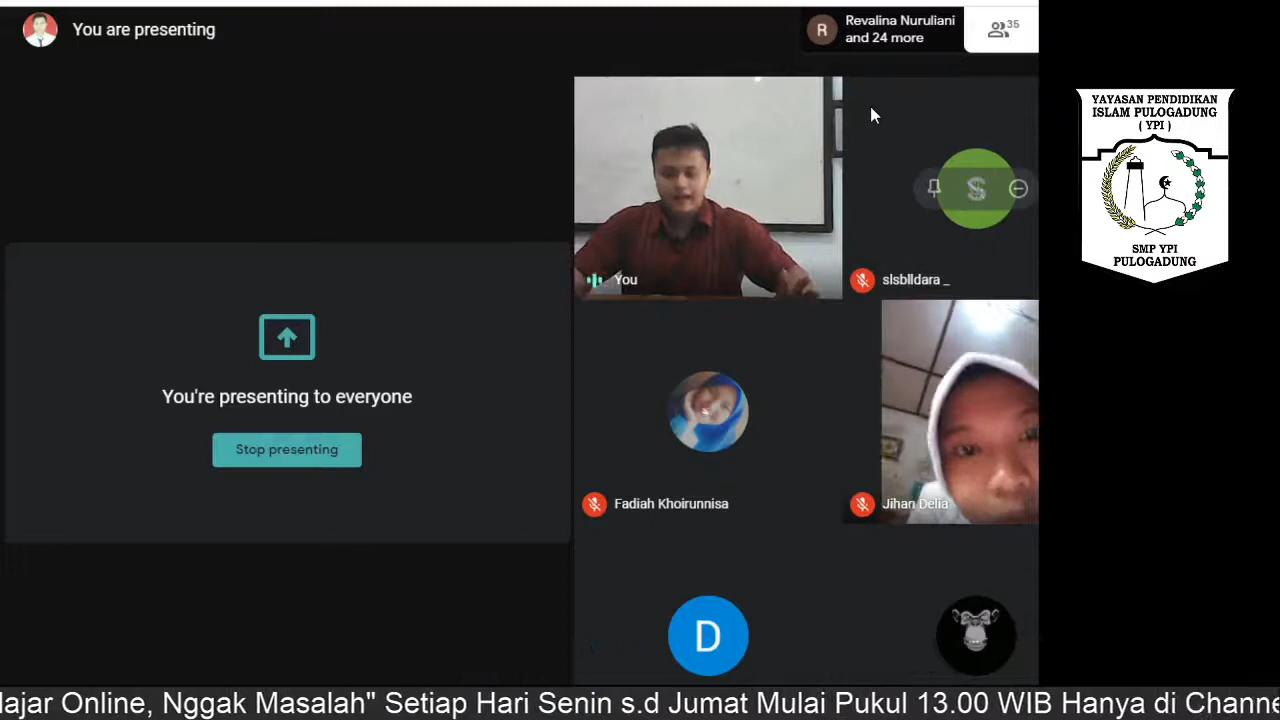 You are presenting
R
Revalina Nuruliani
and 24 more
35
YAYASAN PENDIDIKAN
ISLAM PULOGADUNG
( YPI )
SMP YPI
PULOGADUNG
S
You
slsblldara _
You're presenting to everyone
Stop presenting
Fadiah Khoirunnisa
Jihan Delia
D
lajar Online, Nggak Masalah" Setiap Hari Senin s.d Jumat Mulai Pukul 13.00 WIB Hanya di Channe